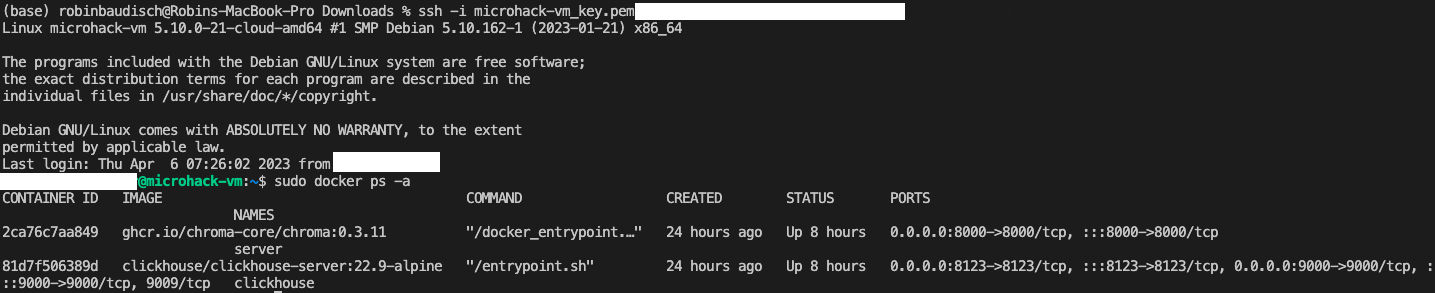 (base) robinbaudisch@Robins-MacBook-Pro Downloads % ssh -i microhack-vm_key.pem
Linux microhack-vm 5.10.0-21-cloud-amd64 #1 SMP Debian 5.10.162-1 (2023-01-21) x86_64
The programs included with the Debian GNU/Linux system are free software;
the exact distribution terms for each program are described in the
individual files in /usr/share/doc/*/copyright.
Debian GNU/Linux comes with ABSOLUTELY NO WARRANTY, to the extent
permitted by applicable law.
Last login: Thu Apr  6 07:26:02 2023 from
@microhack-vm:~$ sudo docker ps -a
CONTAINER ID   IMAGE                                      COMMAND                  CREATED        STATUS       PORTS
                             NAMES
2ca76c7aa849   ghcr.io/chroma-core/chroma:0.3.11          "/docker_entrypoint.…"   24 hours ago   Up 8 hours   0.0.0.0:8000->8000/tcp, :::8000->8000/tcp
                             server
81d7f506389d   clickhouse/clickhouse-server:22.9-alpine   "/entrypoint.sh"         24 hours ago   Up 8 hours   0.0.0.0:8123->8123/tcp, :::8123->8123/tcp, 0.0.0.0:9000->9000/tcp, :
::9000->9000/tcp, 9009/tcp   clickhouse